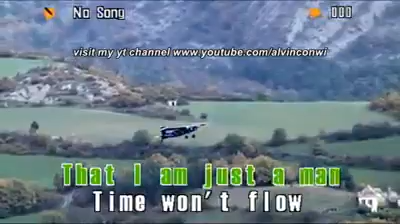 No Song
000
visit my yt channel www.youtube.com/alvinconwi
That I am just a man
Time won't flow